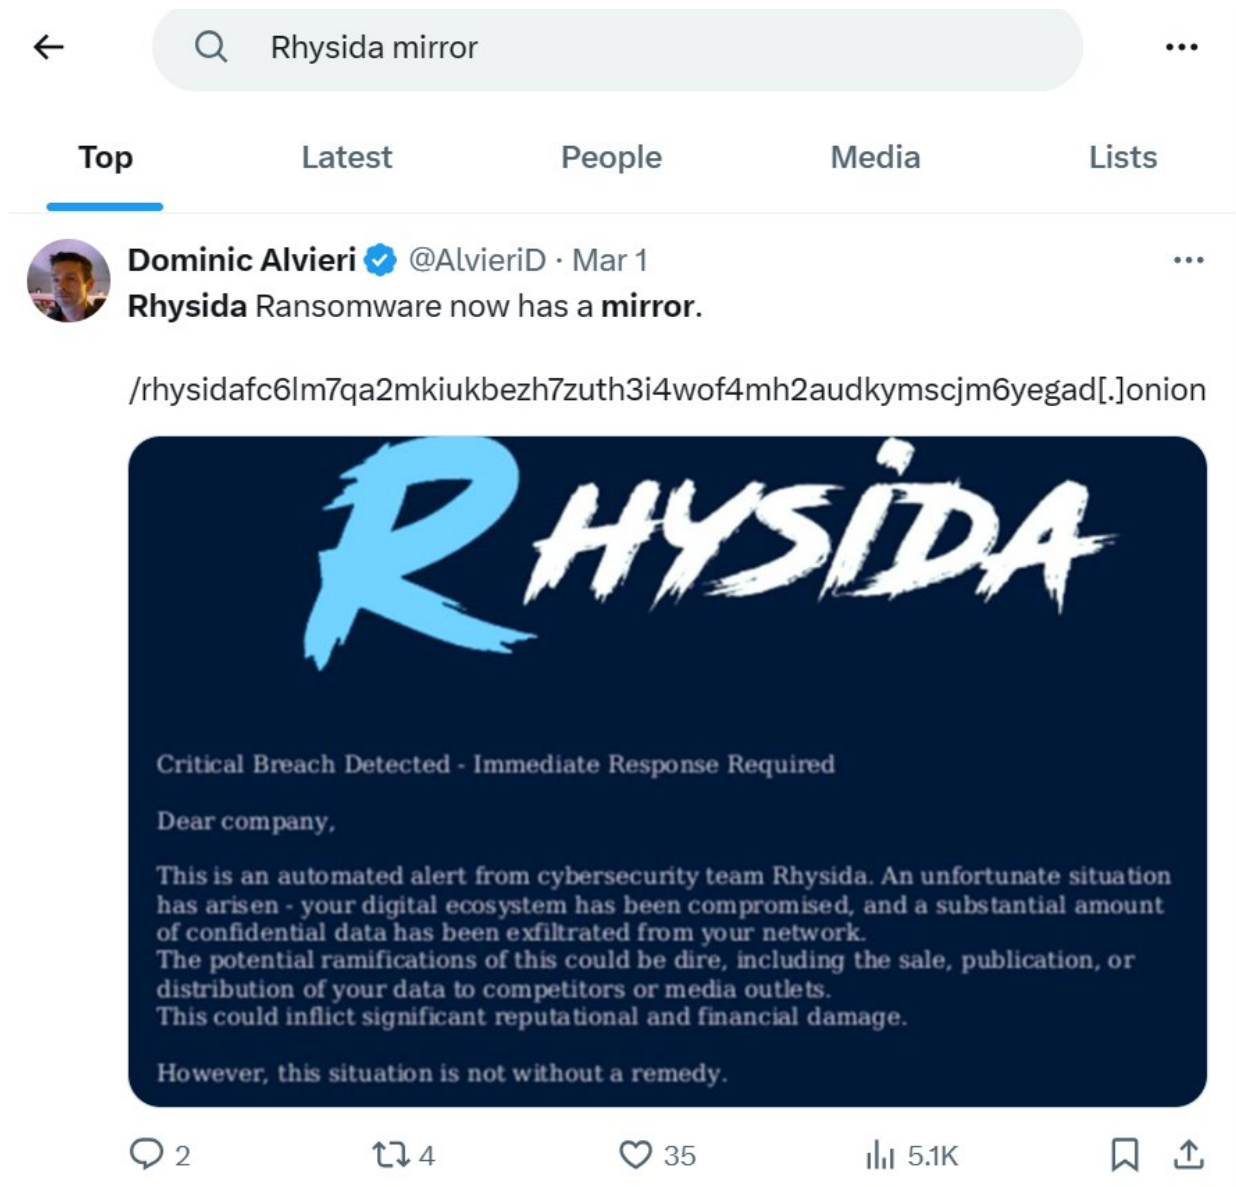 Rhysida mirror
Top
Latest
People
Media
Lists
Dominic Alvieri @AlvieriD · Mar 1
Rhysida Ransomware now has a mirror.
/rhysidafc6lm7qa2mkiukbezh7zuth3i4wof4mh2audkymscjm6yegad[.]onion
RHYSIDA
Critical Breach Detected - Immediate Response Required
Dear company,
This is an automated alert from cybersecurity team Rhysida. An unfortunate situation
has arisen - your digital ecosystem has been compromised, and a substantial amount
of confidential data has been exfiltrated from your network.
The potential ramifications of this could be dire, including the sale, publication, or
distribution of your data to competitors or media outlets.
This could inflict significant reputational and financial damage.
However, this situation is not without a remedy.
2
4
35
5.1K